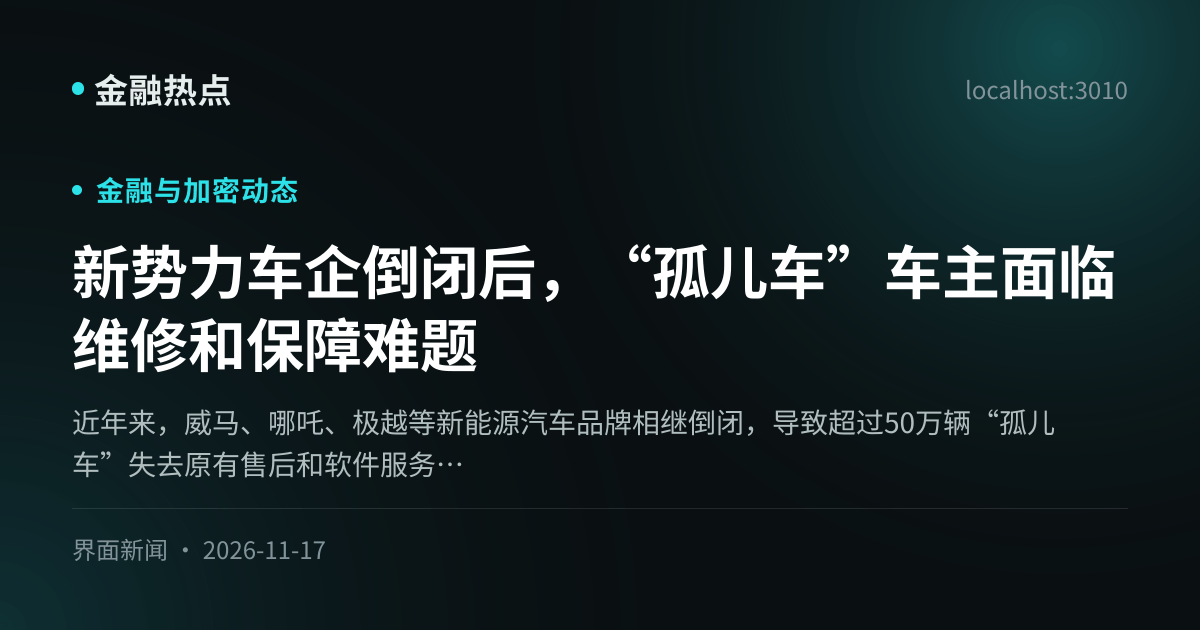 金融热点
localhost:3010
金融与加密动态
新势力车企倒闭后，“孤儿车”车主面临
维修和保障难题
近年来，威马、哪吒、极越等新能源汽车品牌相继倒闭，导致超过50万辆“孤儿
车”失去原有售后和软件服务…
界面新闻 • 2026-11-17